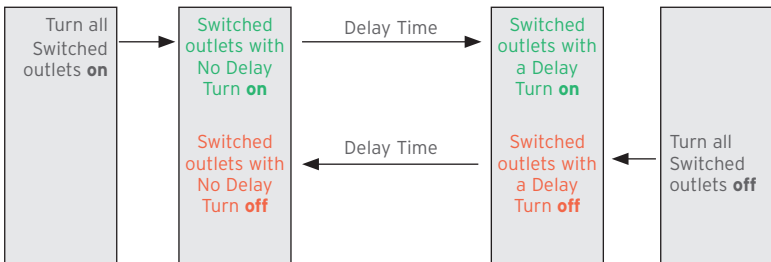 Turn all
Switched
outlets on
Switched
outlets with
No Delay
Turn on
Delay Time
Switched
outlets with
a Delay
Turn on
Switched
outlets with
No Delay
Turn off
Delay Time
Switched
outlets with
a Delay
Turn off
Turn all
Switched
outlets off